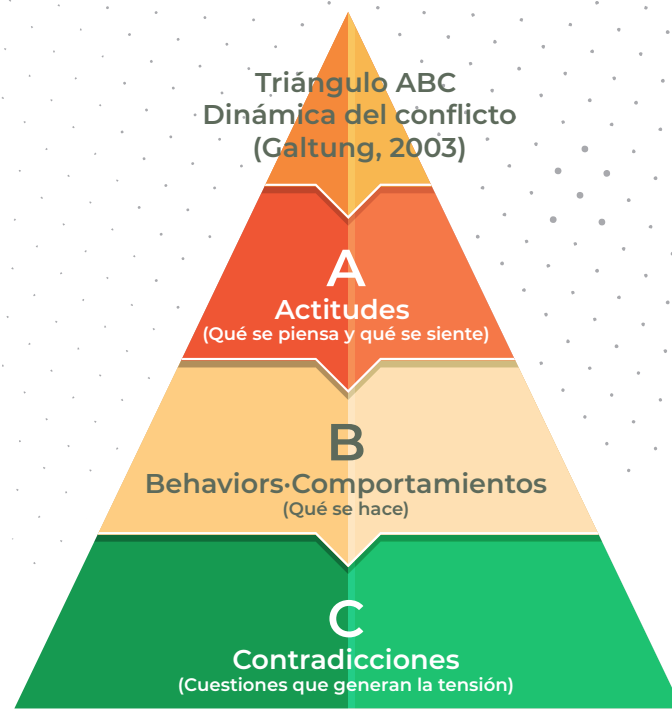 Triángulo ABC
Dinámica del conflicto
(Galtung, 2003)
A
Actitudes
(Qué se piensa y qué se siente)
B
Behaviors·Comportamientos
(Qué se hace)
C
Contradicciones
(Cuestiones que generan la tensión)